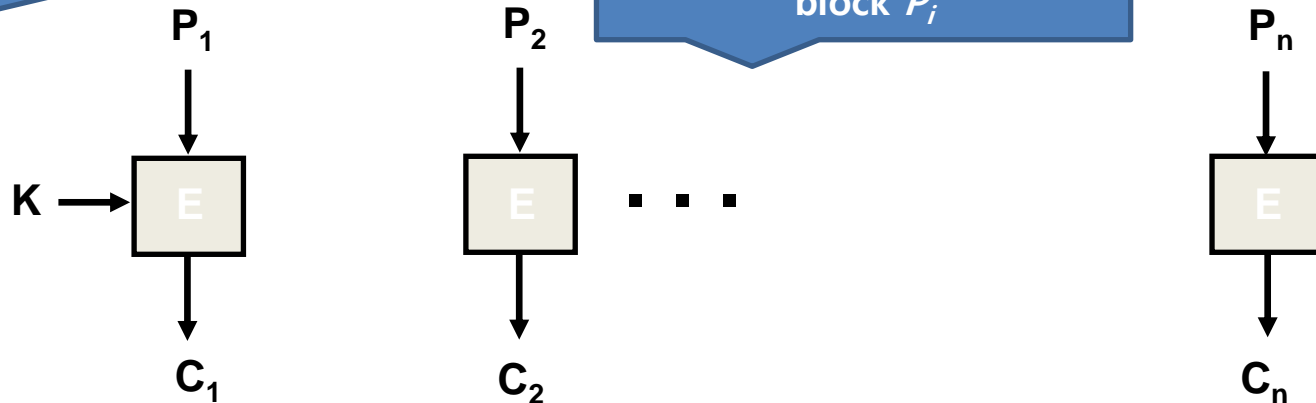 block Pᵢ
P₁
P₂
Pₙ
K
E
E
. . .
E
C₁
C₂
Cₙ